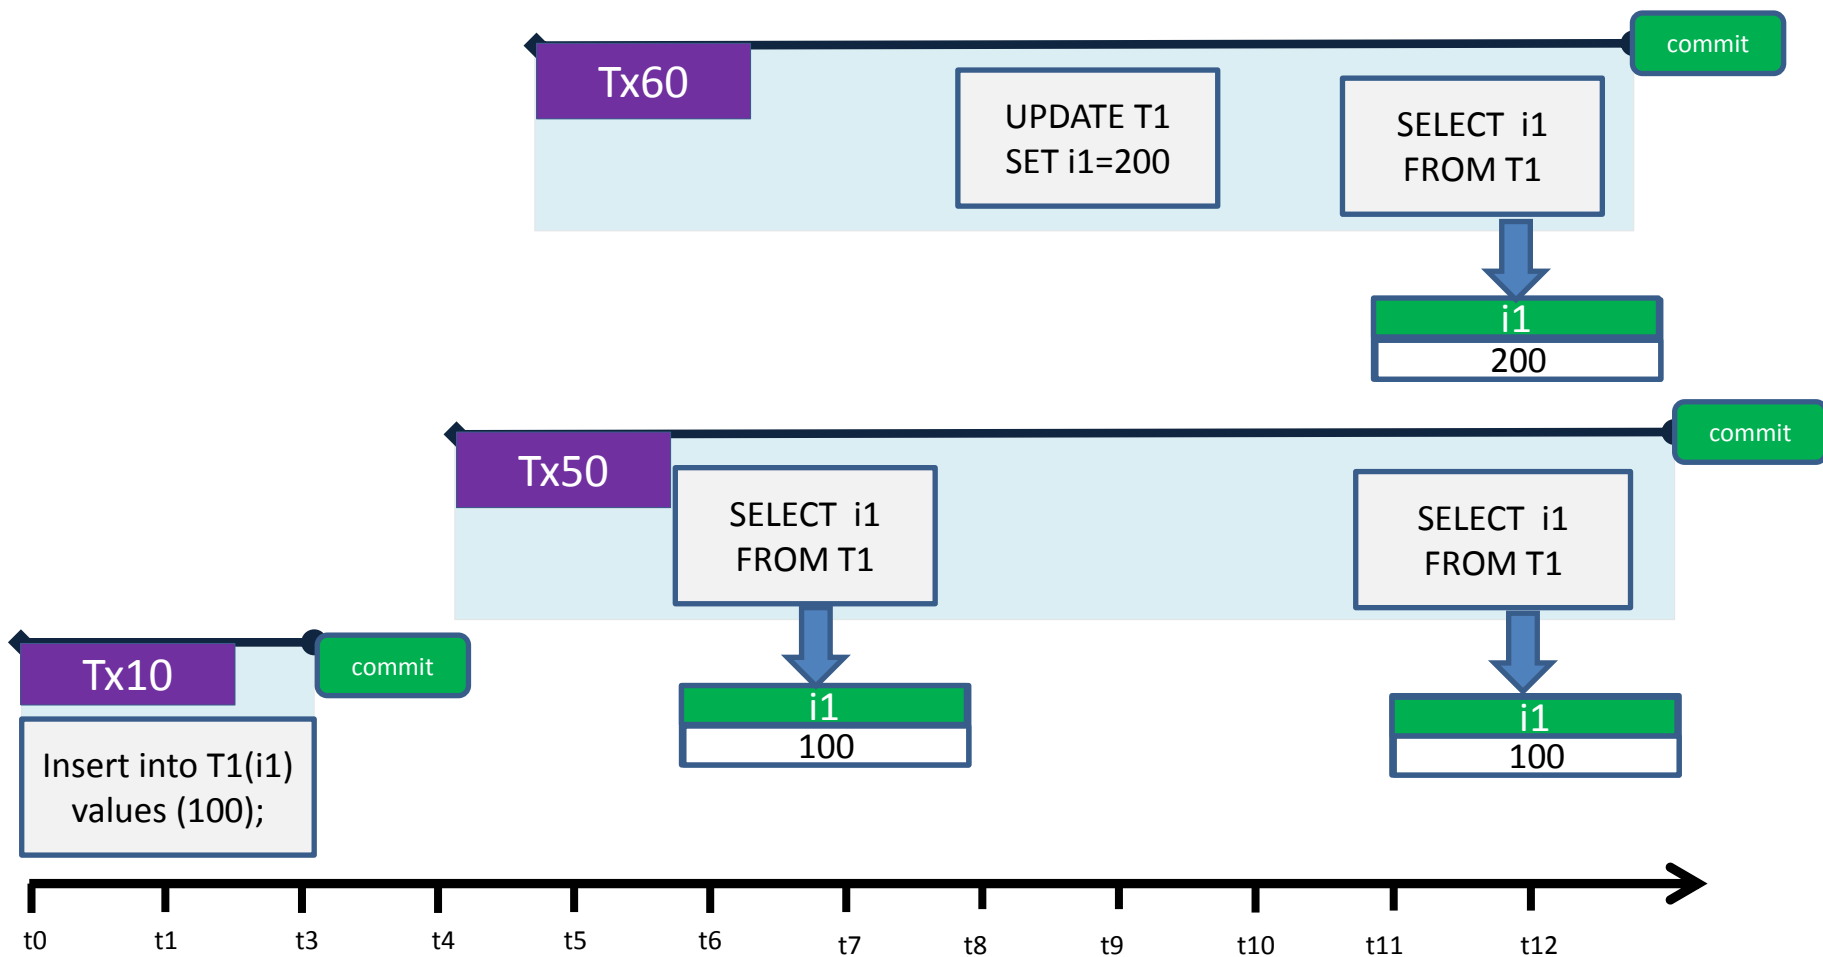 commit
Tx60
UPDATE T1
SET i1=200
SELECT i1
FROM T1
i1
200
commit
Tx50
SELECT i1
FROM T1
SELECT i1
FROM T1
i1
100
i1
100
Tx10
commit
Insert into T1(i1)
values (100);
t0 t1 t3 t4 t5 t6 t7 t8 t9 t10 t11 t12